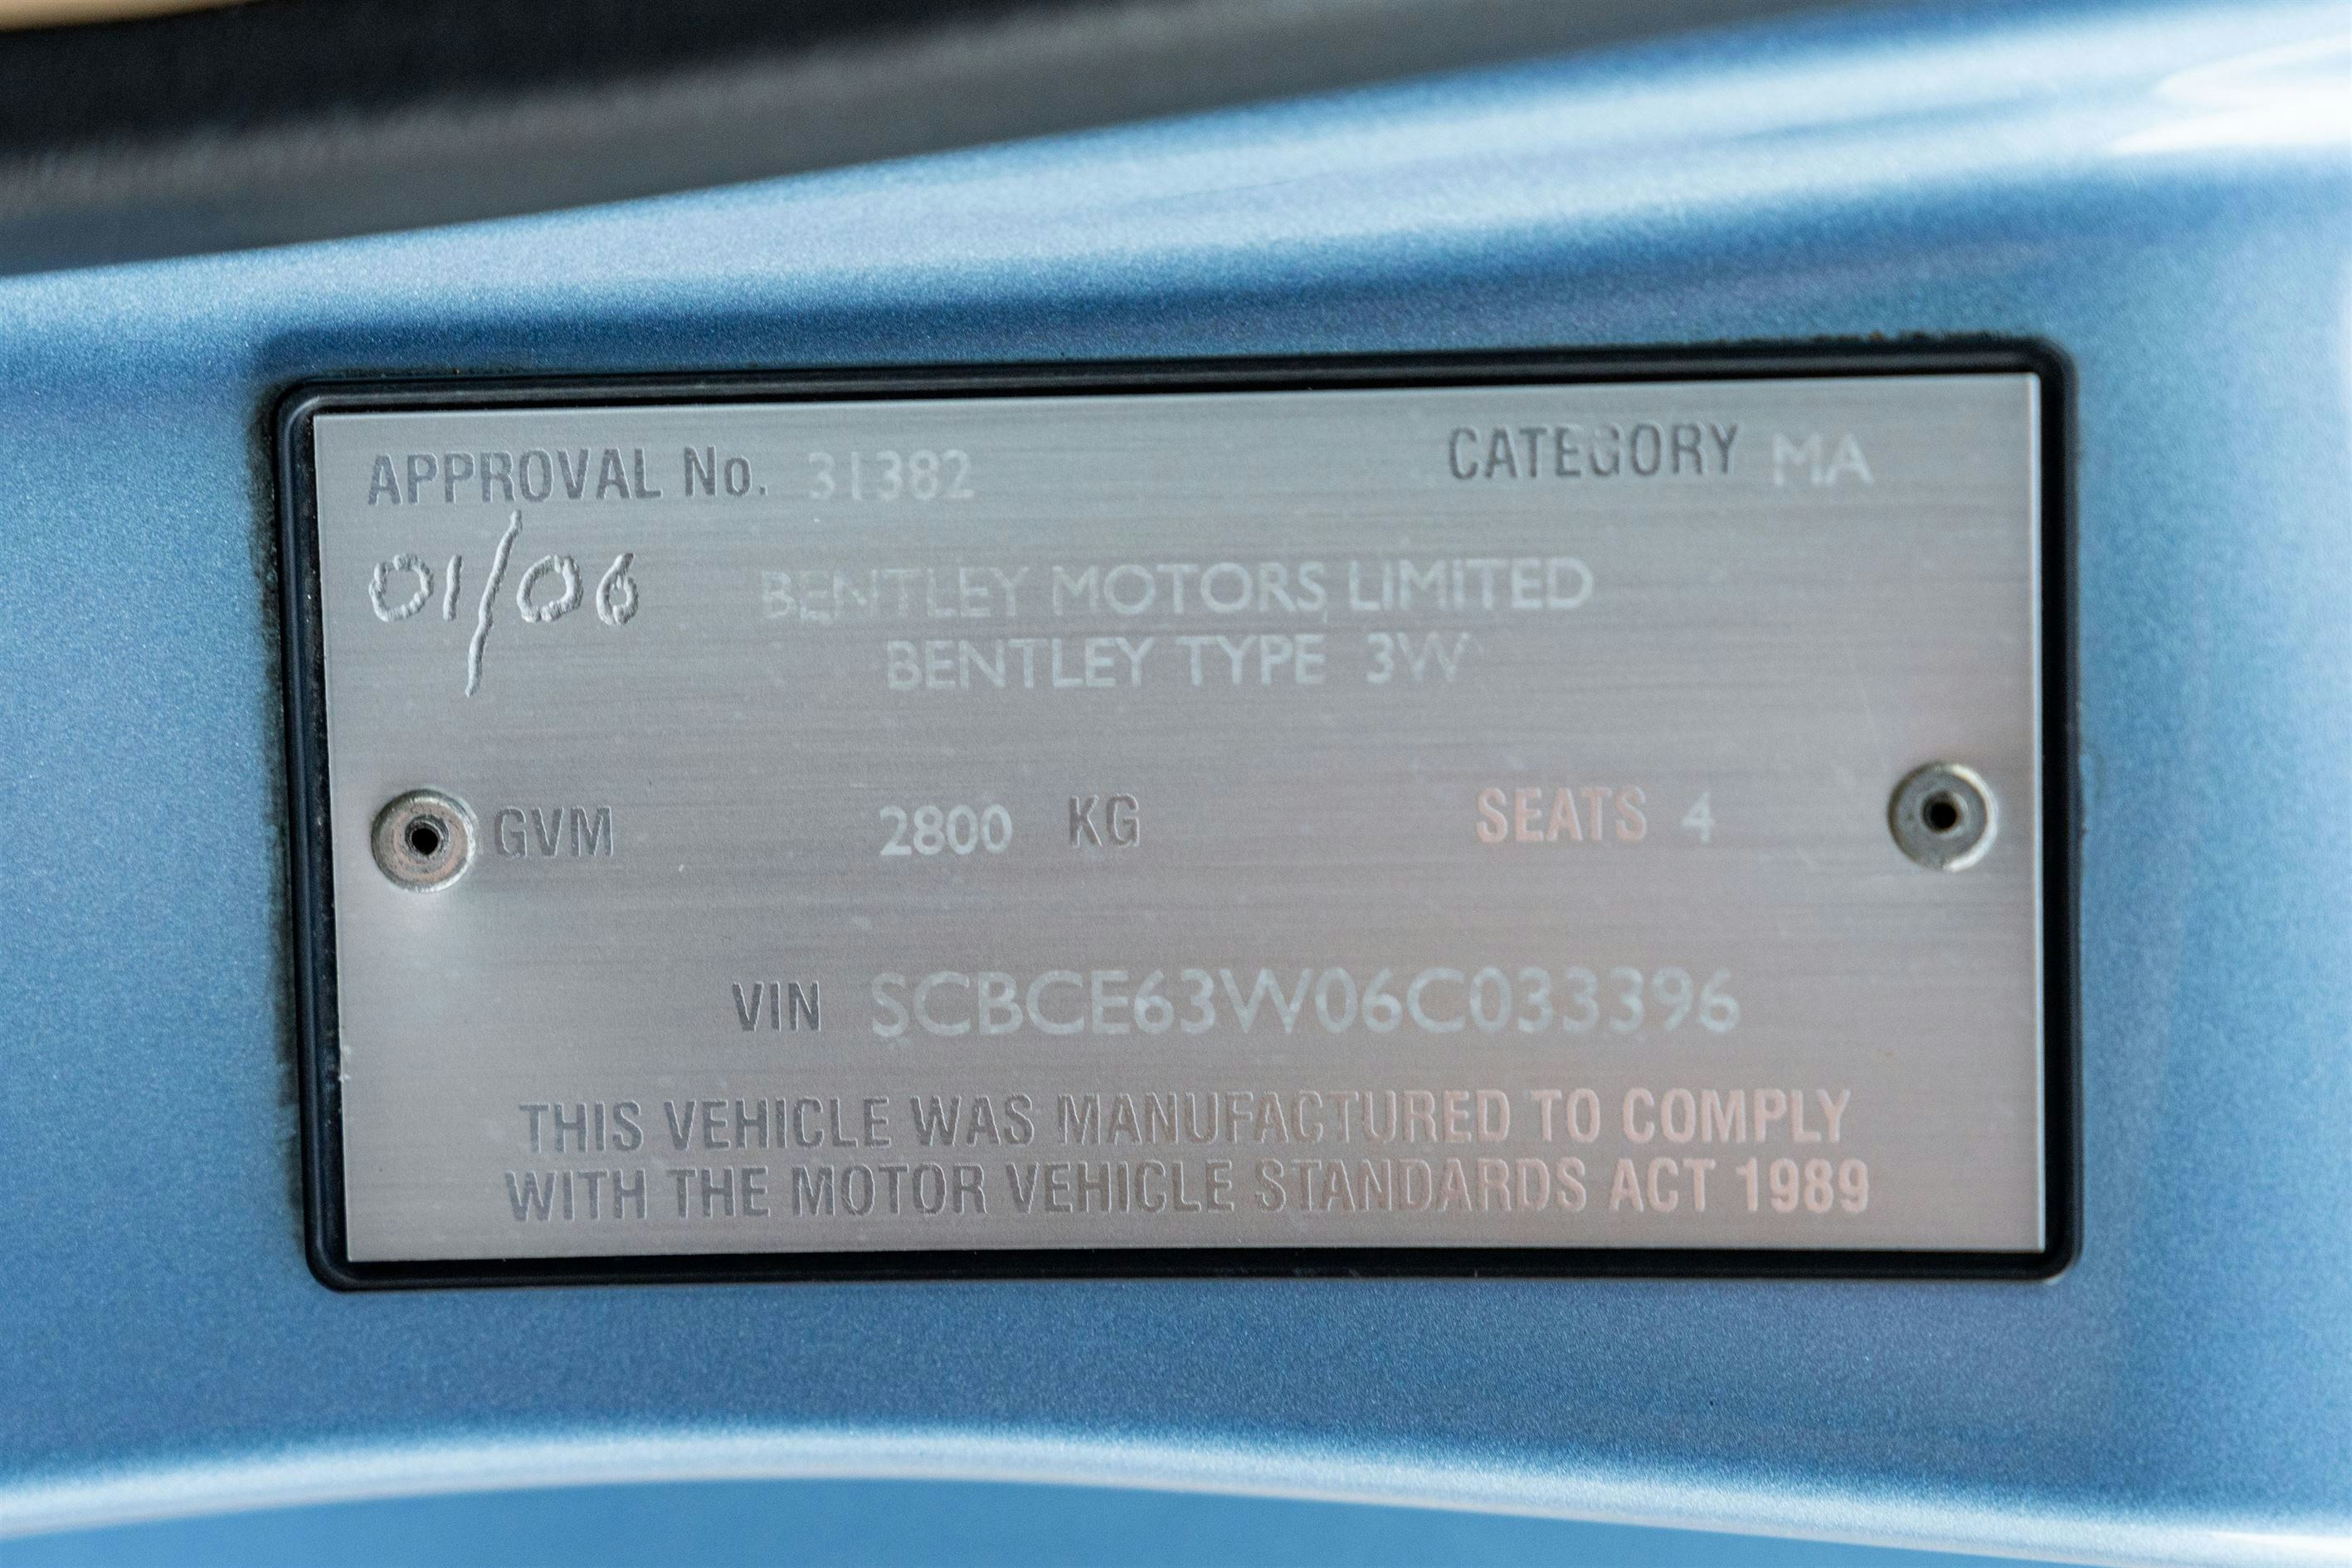 APPROVAL No. 31382 CATEGORY MA
01/06
BENTLEY MOTORS LIMITED
BENTLEY TYPE 3W
GVM 2800 KG SEATS 4
VIN SCBCE63W06C033396
THIS VEHICLE WAS MANUFACTURED TO COMPLY
WITH THE MOTOR VEHICLE STANDARDS ACT 1989